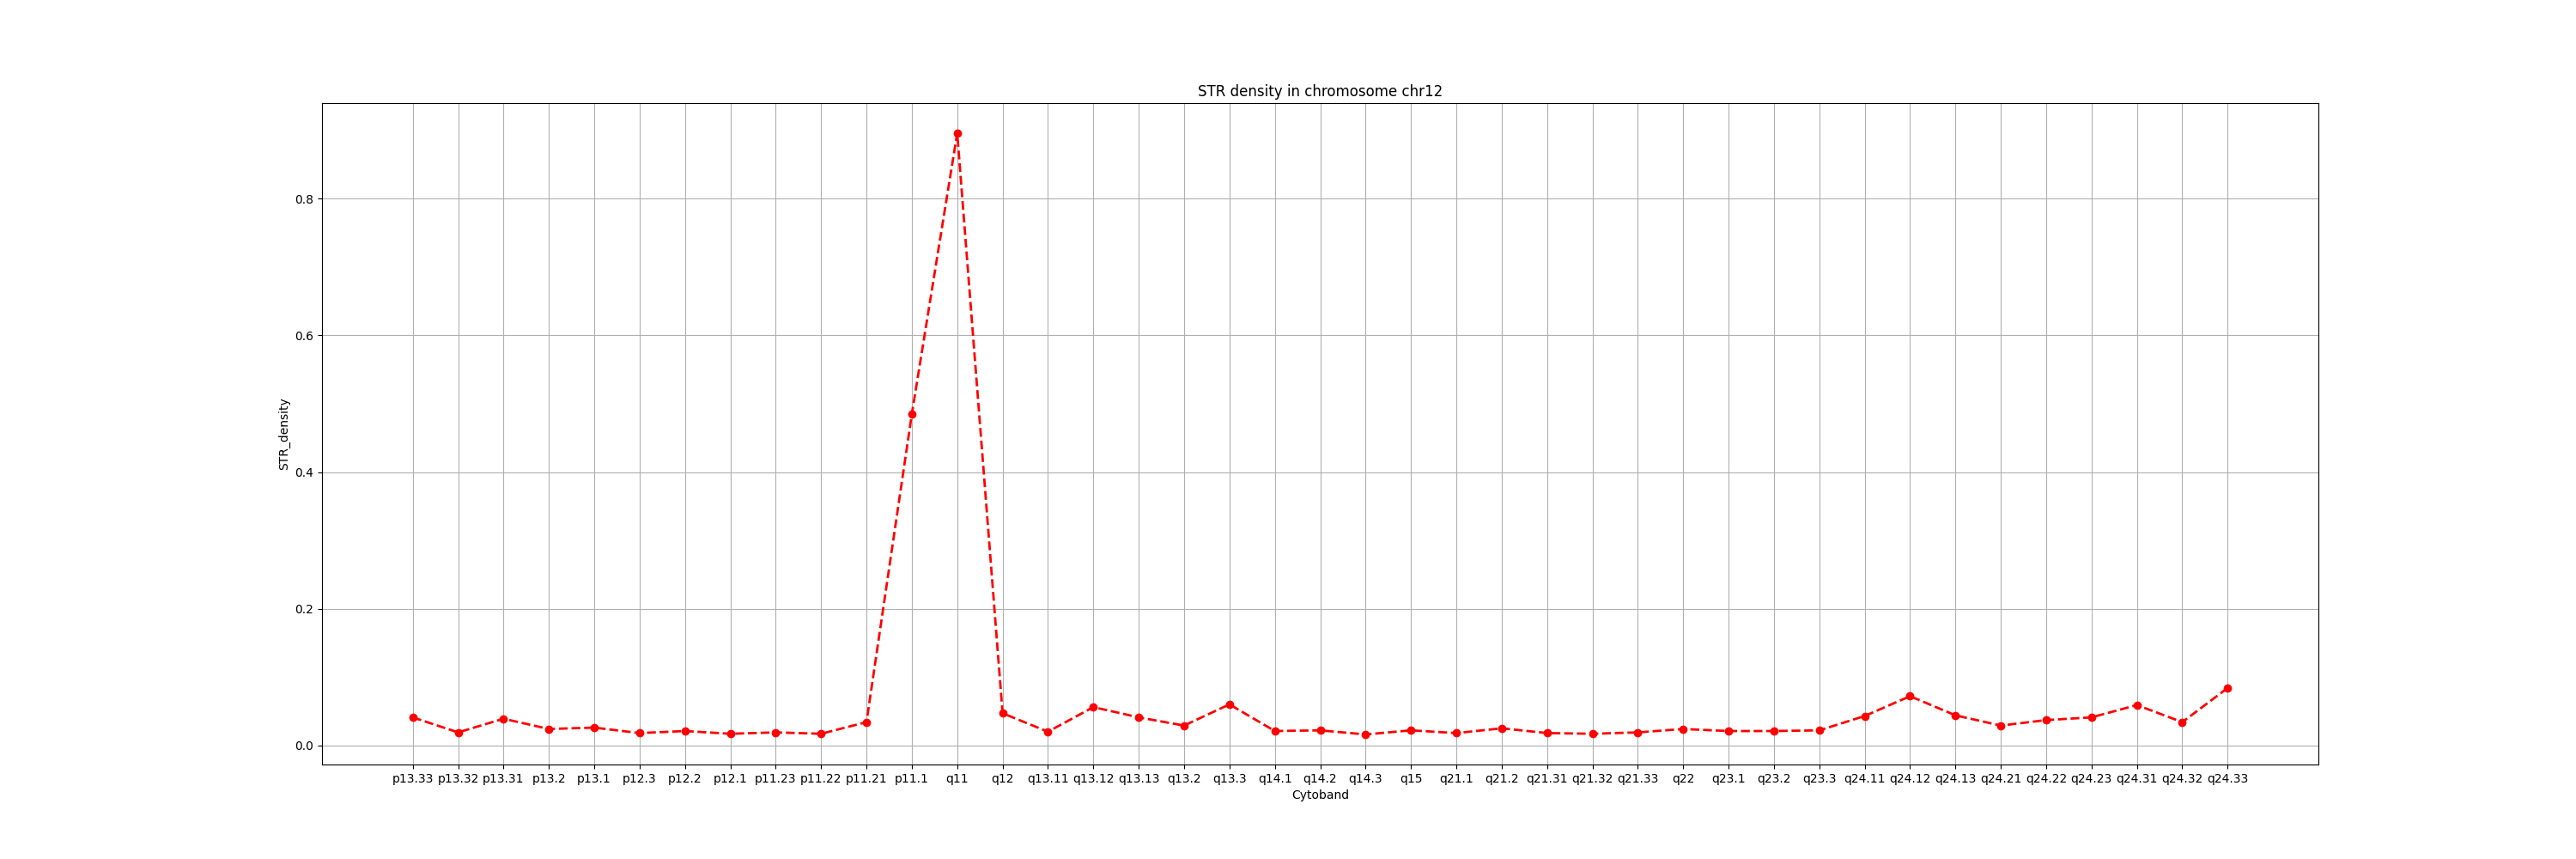 STR density in chromosome chr12
STR_density
0.8
0.6
0.4
0.2
0.0
p13.33 p13.32 p13.31 p13.2 p13.1 p12.3 p12.2 p12.1 p11.23 p11.22 p11.21 p11.1 q11 q12 q13.11 q13.12 q13.13 q13.2 q13.3 q14.1 q14.2 q14.3 q15 q21.1 q21.2 q21.31 q21.32 q21.33 q22 q23.1 q23.2 q23.3 q24.11 q24.12 q24.13 q24.21 q24.22 q24.23 q24.31 q24.32 q24.33
Cytoband